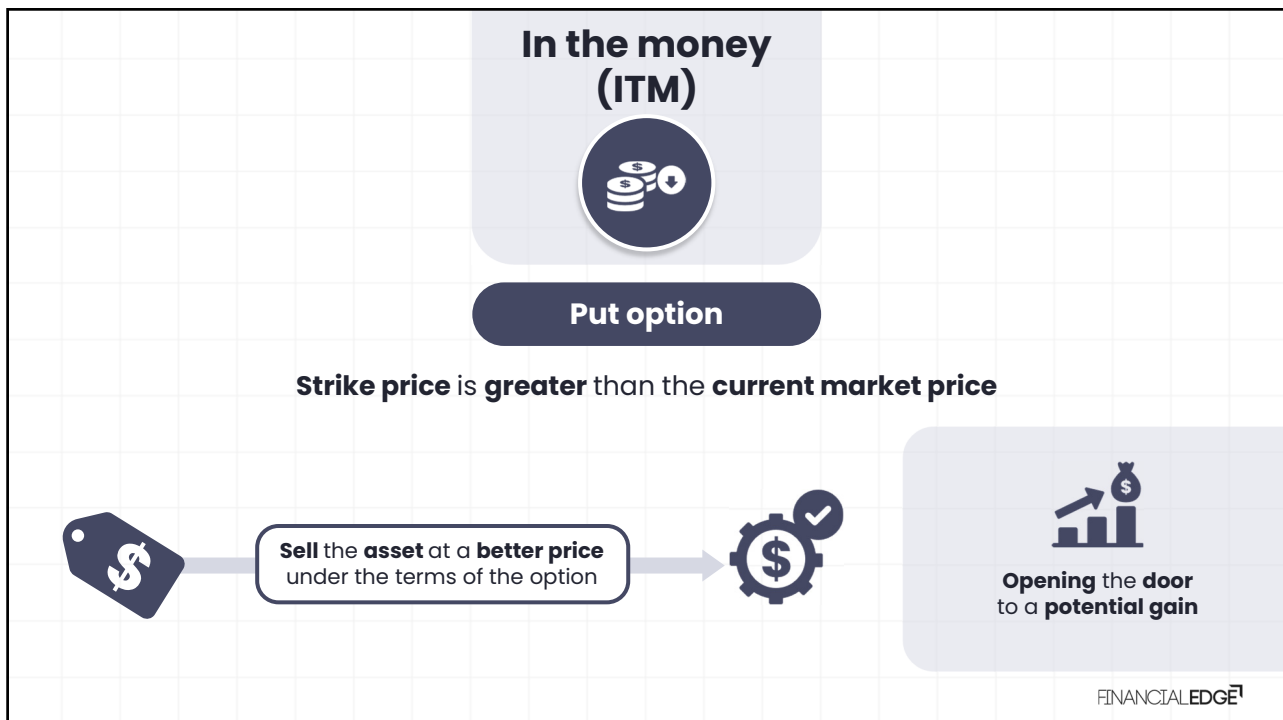 In the money
(ITM)
$
$
Put option
Strike price is greater than the current market price
$
Sell the asset at a better price
under the terms of the option
$
$
Opening the door
to a potential gain
FINANCIALEDGE